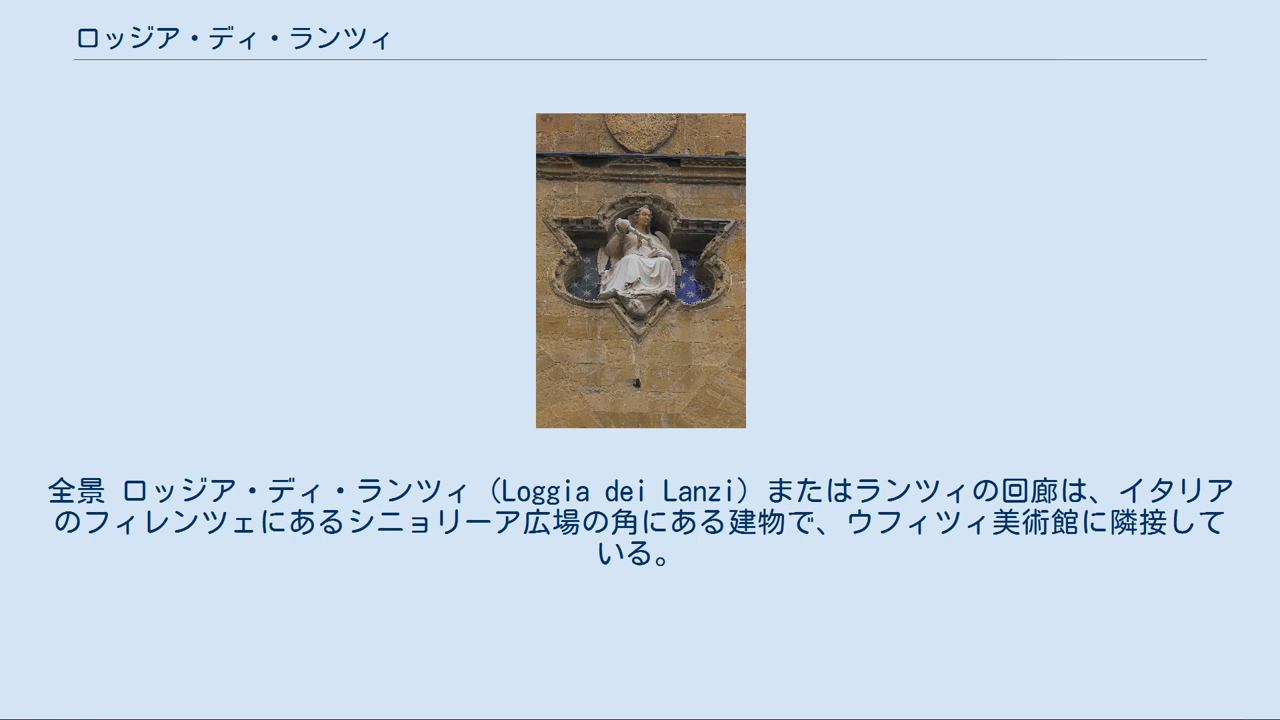 ロッジア・ディ・ランツィ
全景 ロッジア・ディ・ランツィ（Loggia dei Lanzi）またはランツィの回廊は、イタリア
のフィレンツェにあるシニョリーア広場の角にある建物で、ウフィツィ美術館に隣接して
いる。